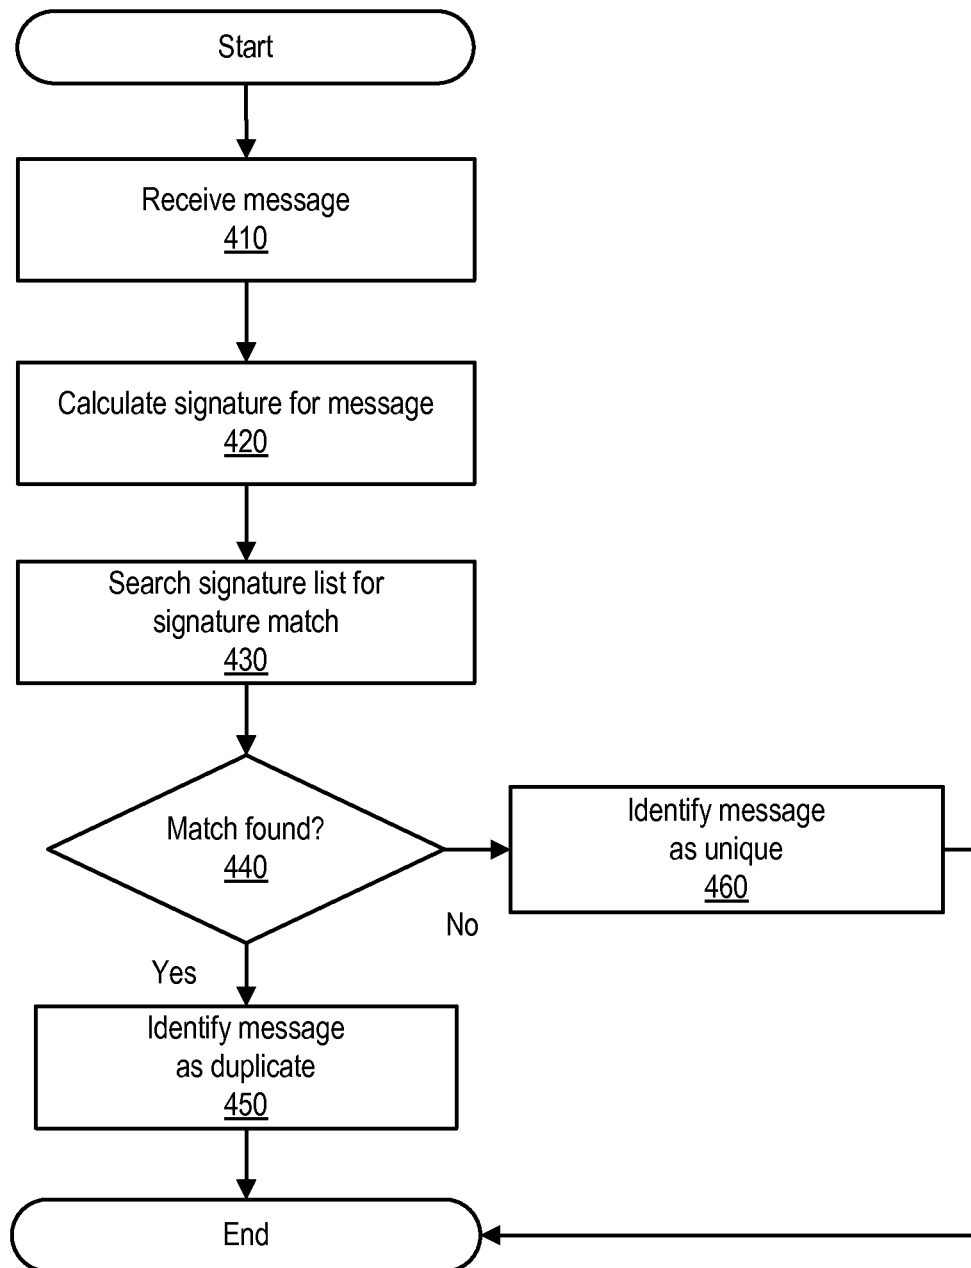 Start
Receive message
410
Calculate signature for message
420
Search signature list for
signature match
430
Match found?
440
No
Identify message
as unique
460
Yes
Identify message
as duplicate
450
End